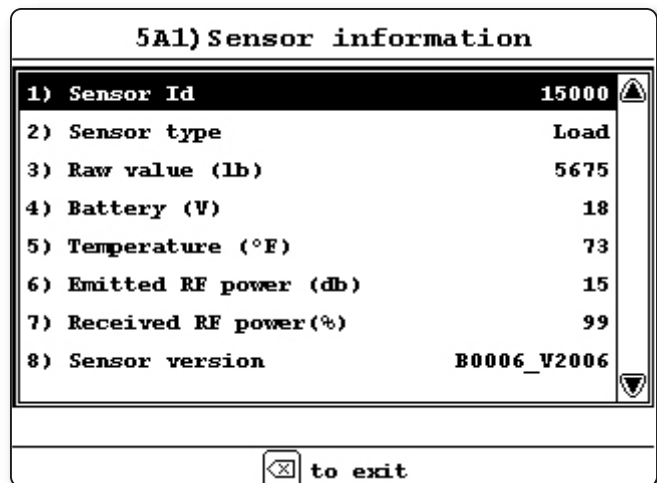 5A1) Sensor information
1) Sensor Id 15000
2) Sensor type Load
3) Raw value (lb) 5675
4) Battery (V) 18
5) Temperature (°F) 73
6) Emitted RF power (db) 15
7) Received RF power(%) 99
8) Sensor version B0006_V2006
to exit